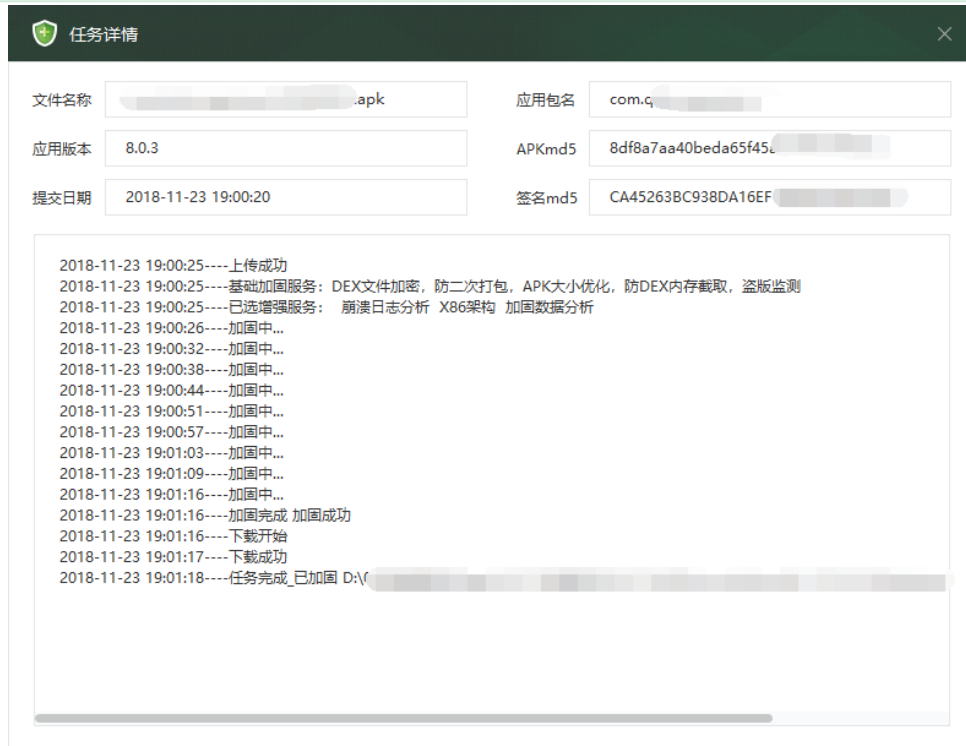 任务详情
文件名称 .apk 应用包名 com.q
应用版本 8.0.3 APKmd5 8df8a7aa40beda65f45a
提交日期 2018-11-23 19:00:20 签名md5 CA45263BC938DA16EF
2018-11-23 19:00:25----上传成功
2018-11-23 19:00:25----基础加固服务：DEX文件加密，防二次打包，APK大小优化，防DEX内存截取，盗版监测
2018-11-23 19:00:25----已选增强服务： 崩溃日志分析 X86架构 加固数据分析
2018-11-23 19:00:26----加固中...
2018-11-23 19:00:32----加固中...
2018-11-23 19:00:38----加固中...
2018-11-23 19:00:44----加固中...
2018-11-23 19:00:51----加固中...
2018-11-23 19:00:57----加固中...
2018-11-23 19:01:03----加固中...
2018-11-23 19:01:09----加固中...
2018-11-23 19:01:16----加固中...
2018-11-23 19:01:16----加固完成 加固成功
2018-11-23 19:01:16----下载开始
2018-11-23 19:01:17----下载成功
2018-11-23 19:01:18----任务完成_已加固 D:\